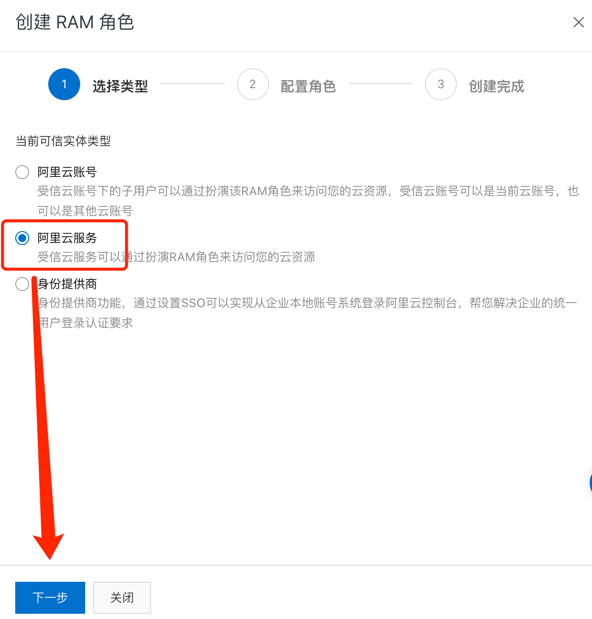 创建 RAM 角色
1 选择类型 2 配置角色 3 创建完成
当前可信实体类型
阿里云账号
受信云账号下的子用户可以通过扮演该RAM角色来访问您的云资源，受信云账号可以是当前云账号，也
可以是其他云账号
阿里云服务
受信云服务可以通过扮演RAM角色来访问您的云资源
身份提供商
身份提供商功能，通过设置SSO可以实现从企业本地账号系统登录阿里云控制台，帮您解决企业的统一
用户登录认证要求
下一步 关闭